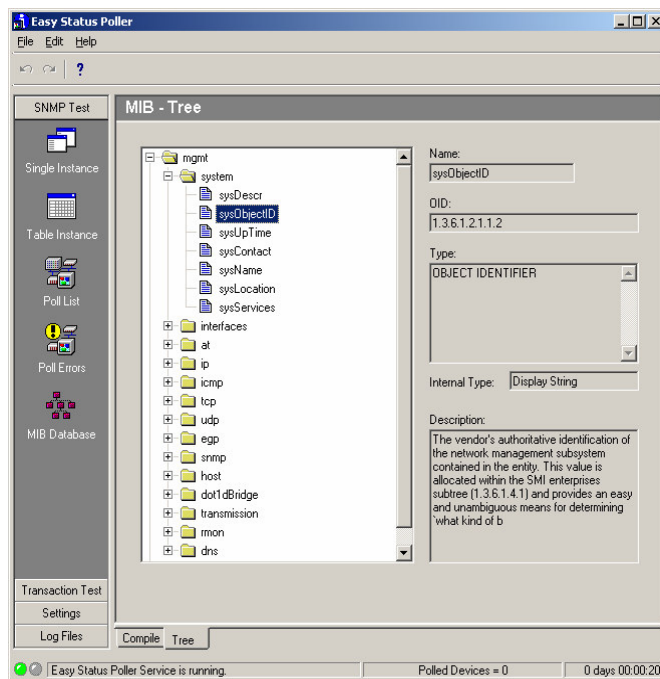 Easy Status Poller
File Edit Help
?
SNMP Test
Single Instance
Table Instance
Poll List
Poll Errors
MIB Database
Transaction Test
Settings
Log Files
MIB - Tree
mgmt
system
sysDescr
sysObjectID
sysUpTime
sysContact
sysName
sysLocation
sysServices
interfaces
at
ip
icmp
tcp
udp
egp
snmp
host
dot1dBridge
transmission
rmon
dns
Name:
sysObjectID
OID:
1.3.6.1.2.1.1.2
Type:
OBJECT IDENTIFIER
Internal Type: Display String
Description:
The vendor's authoritative identification of
the network management subsystem
contained in the entity. This value is
allocated within the SMI enterprises
subtree (1.3.6.1.4.1) and provides an easy
and unambiguous means for determining
`what kind of b
Compile Tree
Easy Status Poller Service is running. Polled Devices = 0 0 days 00:00:20